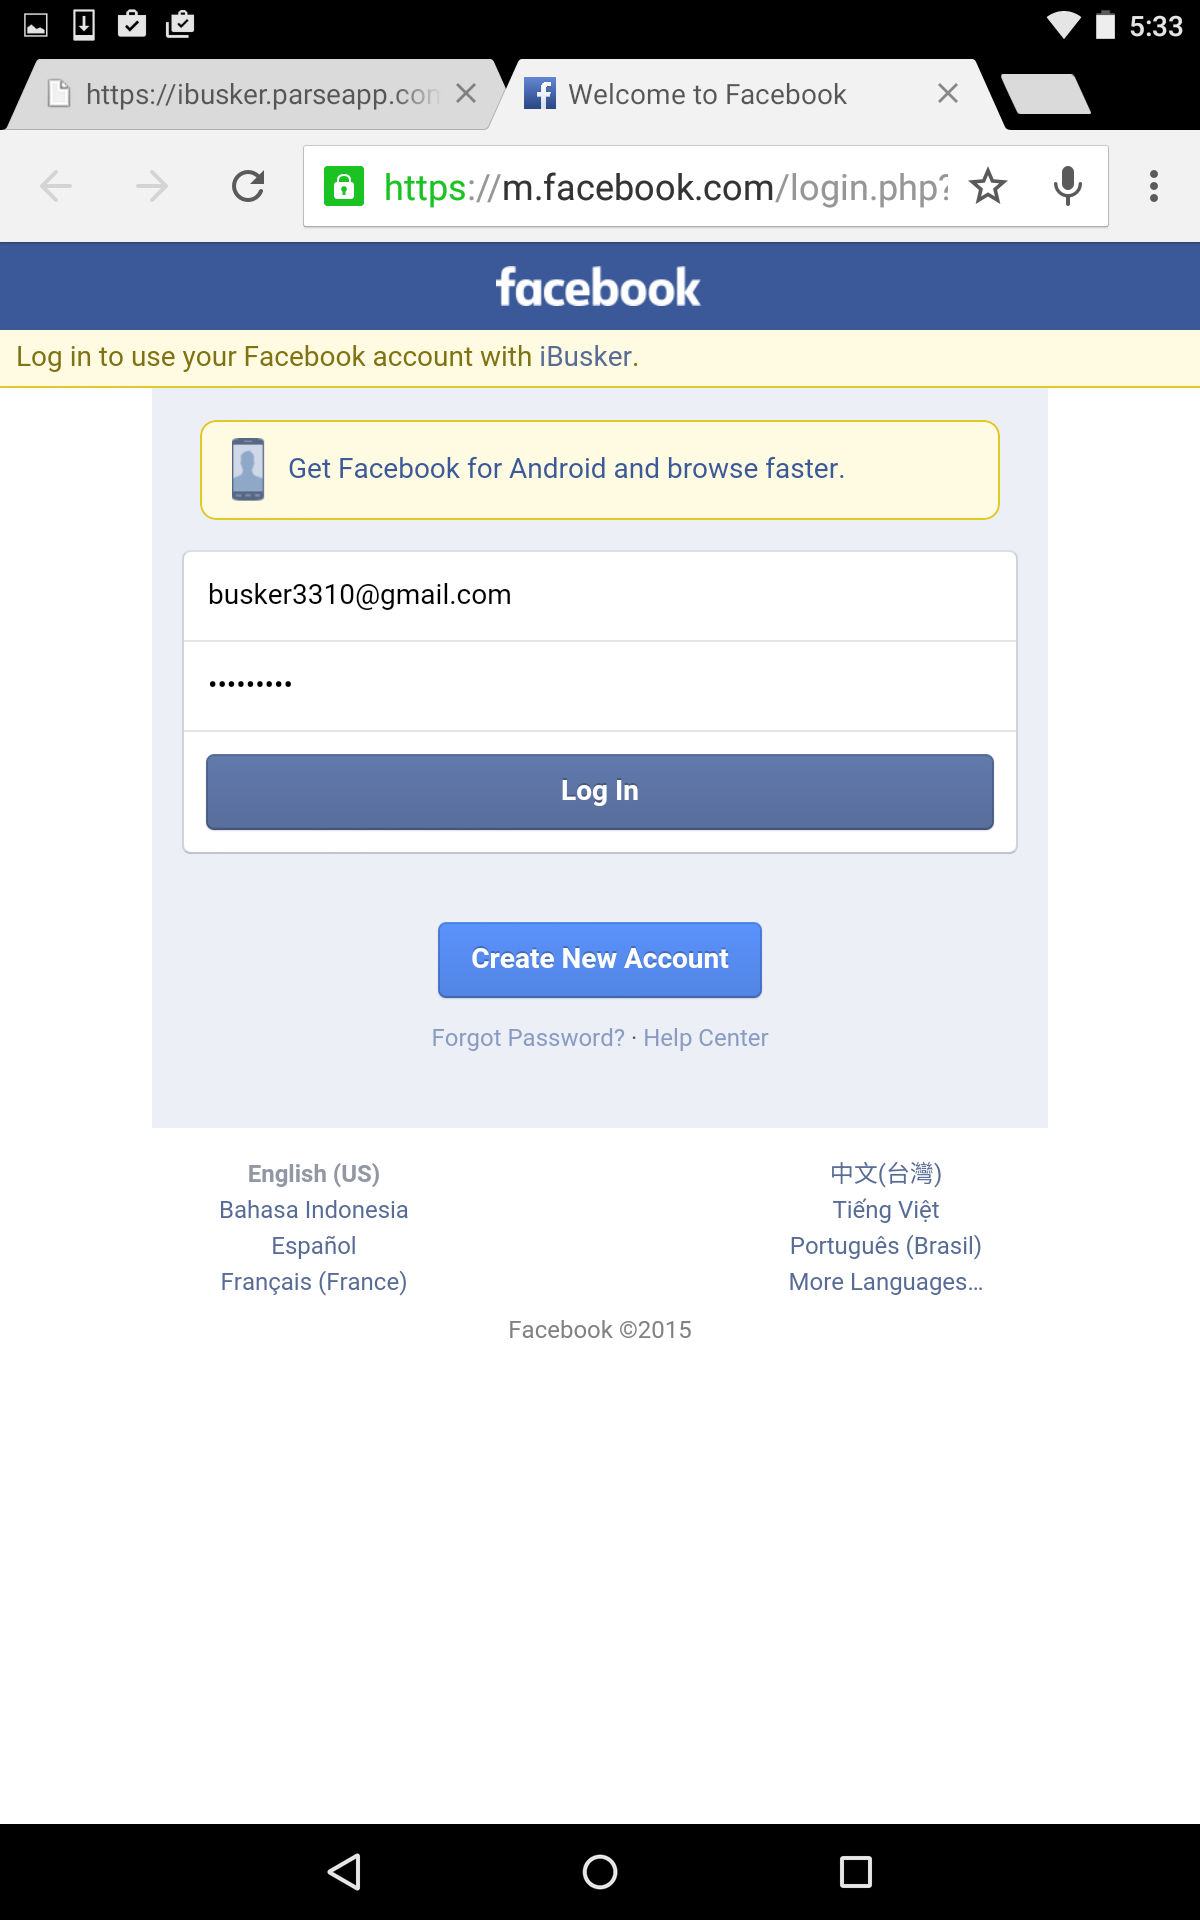 5:33
https://ibusker.parseapp.com
Welcome to Facebook
https://m.facebook.com/login.php?
facebook
Log in to use your Facebook account with iBusker.
Get Facebook for Android and browse faster.
busker3310@gmail.com
•••••••••
Log In
Create New Account
Forgot Password? · Help Center
English (US)
Bahasa Indonesia
Español
Français (France)
中文(台灣)
Tiếng Việt
Português (Brasil)
More Languages...
Facebook ©2015